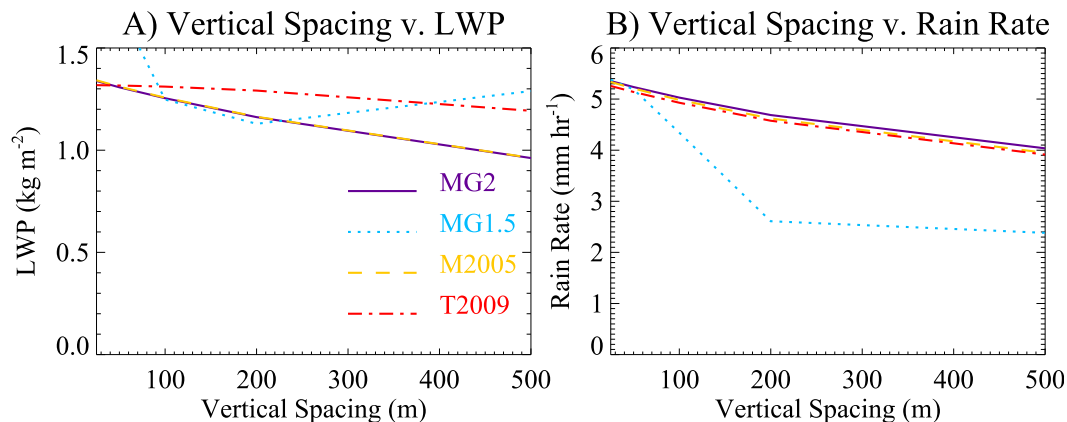 A) Vertical Spacing v. LWP
1.5
1.0
0.5
0.0
LWP (kg m⁻²)
100 200 300 400 500
Vertical Spacing (m)
MG2
MG1.5
M2005
T2009
B) Vertical Spacing v. Rain Rate
6
5
4
3
2
1
0
Rain Rate (mm hr⁻¹)
100 200 300 400 500
Vertical Spacing (m)